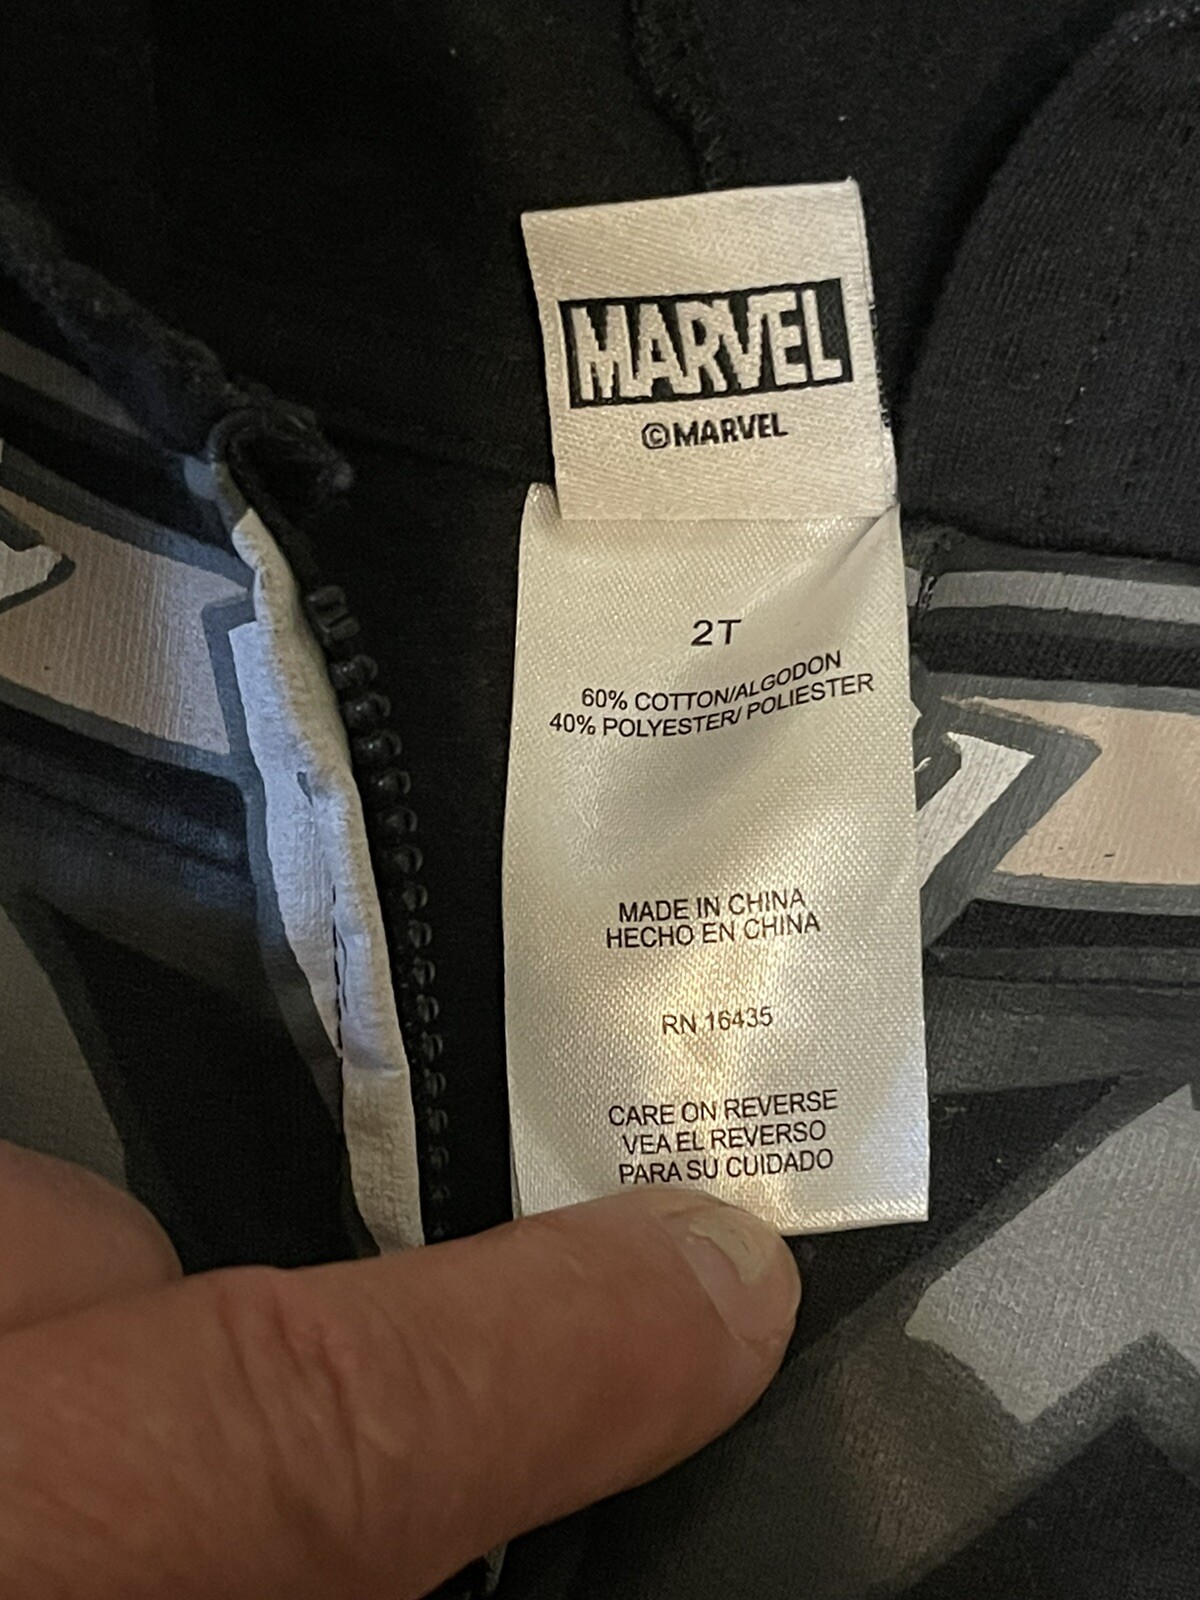 MARVEL
©MARVEL
2T
60% COTTON/ALGODON
40% POLYESTER/ POLIESTER
MADE IN CHINA
HECHO EN CHINA
RN 16435
CARE ON REVERSE
VEA EL REVERSO
PARA SU CUIDADO